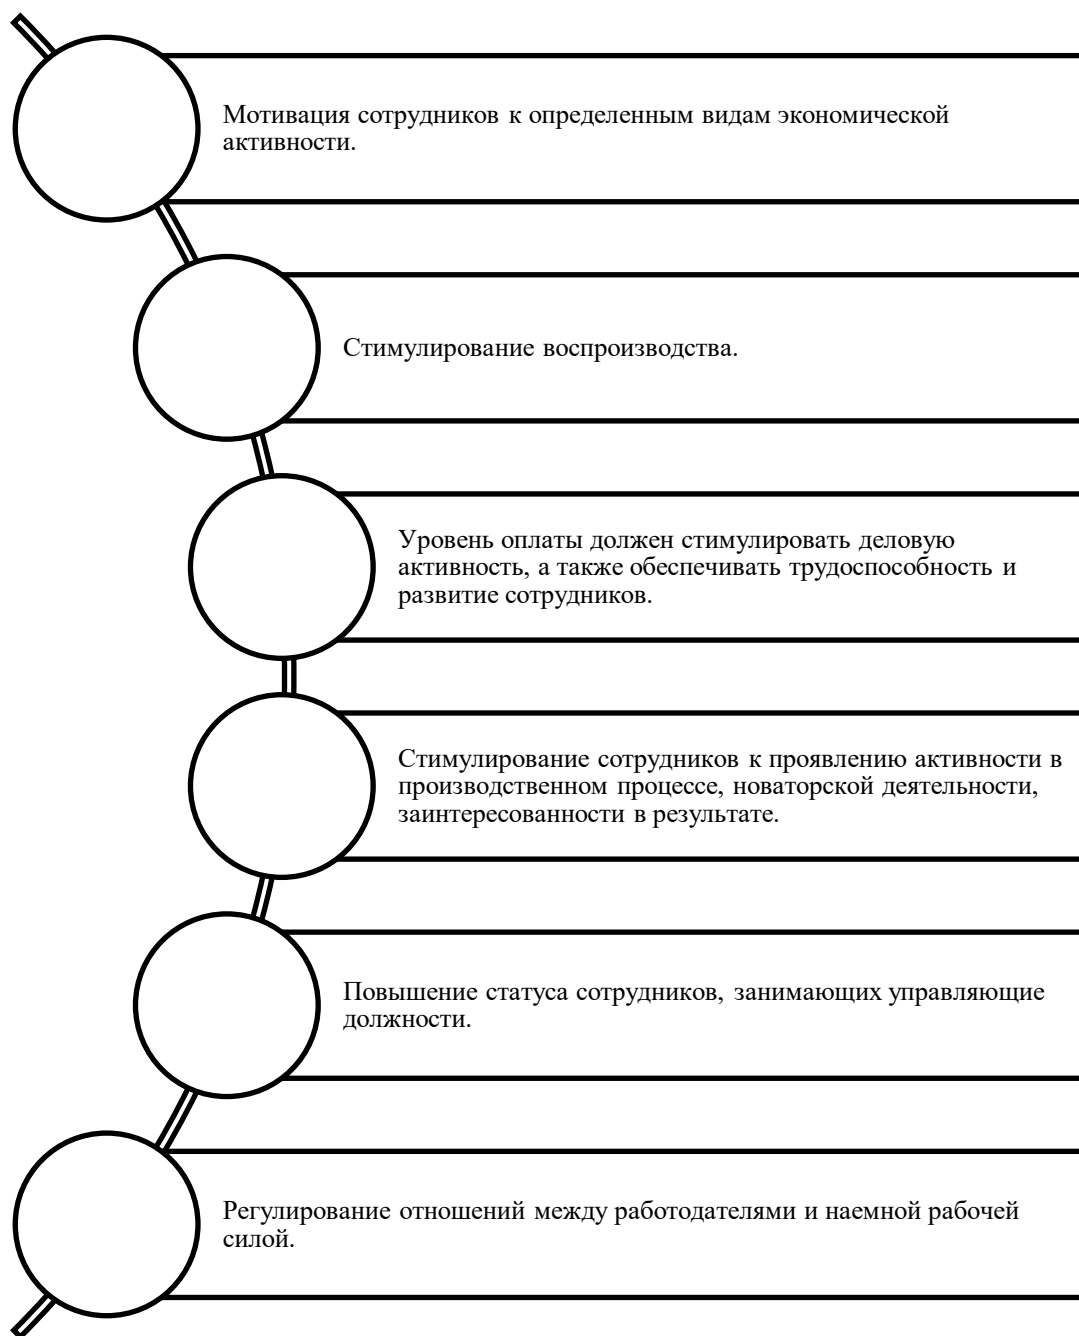 Мотивация сотрудников к определенным видам экономической
активности.
Стимулирование воспроизводства.
Уровень оплаты должен стимулировать деловую
активность, а также обеспечивать трудоспособность и
развитие сотрудников.
Стимулирование сотрудников к проявлению активности в
производственном процессе, новаторской деятельности,
заинтересованности в результате.
Повышение статуса сотрудников, занимающих управляющие
должности.
Регулирование отношений между работодателями и наемной рабочей
силой.